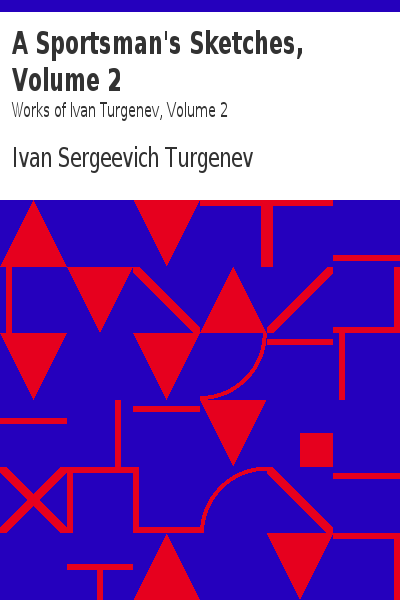 A Sportsman's Sketches,
Volume 2
Works of Ivan Turgenev, Volume 2
Ivan Sergeevich Turgenev